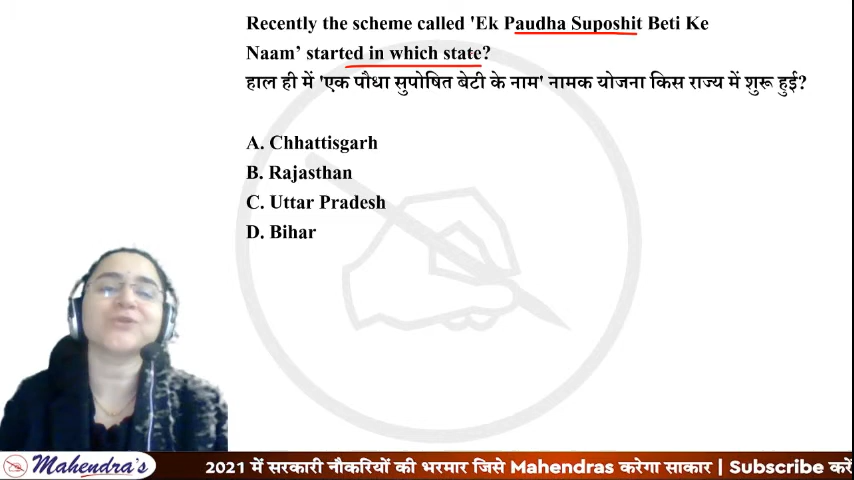 Recently the scheme called 'Ek Paudha Suposhit Beti Ke
Naam’ started in which state?
हाल ही में 'एक पौधा सुपोषित बेटी के नाम' नामक योजना किस राज्य में शुरू हुई?
A. Chhattisgarh
B. Rajasthan
C. Uttar Pradesh
D. Bihar
Mahendra's
2021 में सरकारी नौकरियों की भरमार जिसे Mahendras करेगा साकार | Subscribe करें